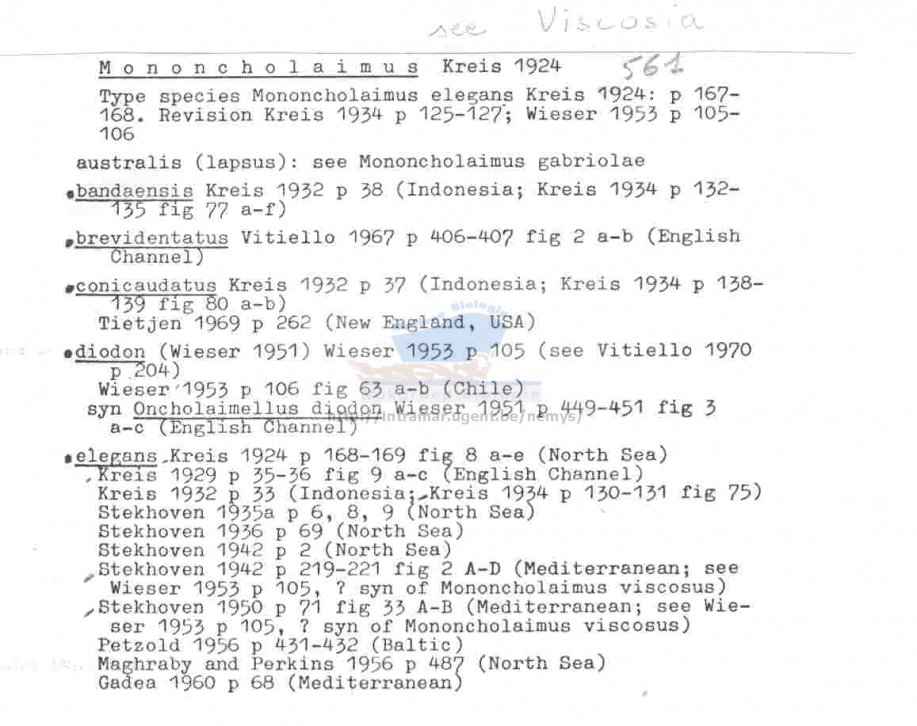 see Viscosia
Mononcholaimus Kreis 1924 561
Type species Mononcholaimus elegans Kreis 1924: p 167-
168. Revision Kreis 1934 p 125-127; Wieser 1953 p 105-
106
australis (lapsus): see Mononcholaimus gabriolae
bandaensis Kreis 1932 p 38 (Indonesia; Kreis 1934 p 132-
135 fig 77 a-f)
brevidentatus Vitiello 1967 p 406-407 fig 2 a-b (English
Channel)
conicaudatus Kreis 1932 p 37 (Indonesia; Kreis 1934 p 138-
139 fig 80 a-b)
Tietjen 1969 p 262 (New England, USA)
diodon (Wieser 1951) Wieser 1953 p 105 (see Vitiello 1970
p 204)
Wieser 1953 p 106 fig 63 a-b (Chile)
syn Oncholaimellus diodon Wieser 1951 p 449-451 fig 3
a-c (English Channel)
http://intramar.ugent.be/nemys/
elegans Kreis 1924 p 168-169 fig 8 a-e (North Sea)
Kreis 1929 p 35-36 fig 9 a-c (English Channel)
Kreis 1932 p 33 (Indonesia; Kreis 1934 p 130-131 fig 75)
Stekhoven 1935a p 6, 8, 9 (North Sea)
Stekhoven 1936 p 69 (North Sea)
Stekhoven 1942 p 2 (North Sea)
Stekhoven 1942 p 219-221 fig 2 A-D (Mediterranean; see
Wieser 1953 p 105, ? syn of Mononcholaimus viscosus)
Stekhoven 1950 p 71 fig 33 A-B (Mediterranean; see Wie-
ser 1953 p 105, ? syn of Mononcholaimus viscosus)
Petzold 1956 p 431-432 (Baltic)
Maghraby and Perkins 1956 p 487 (North Sea)
Gadea 1960 p 68 (Mediterranean)